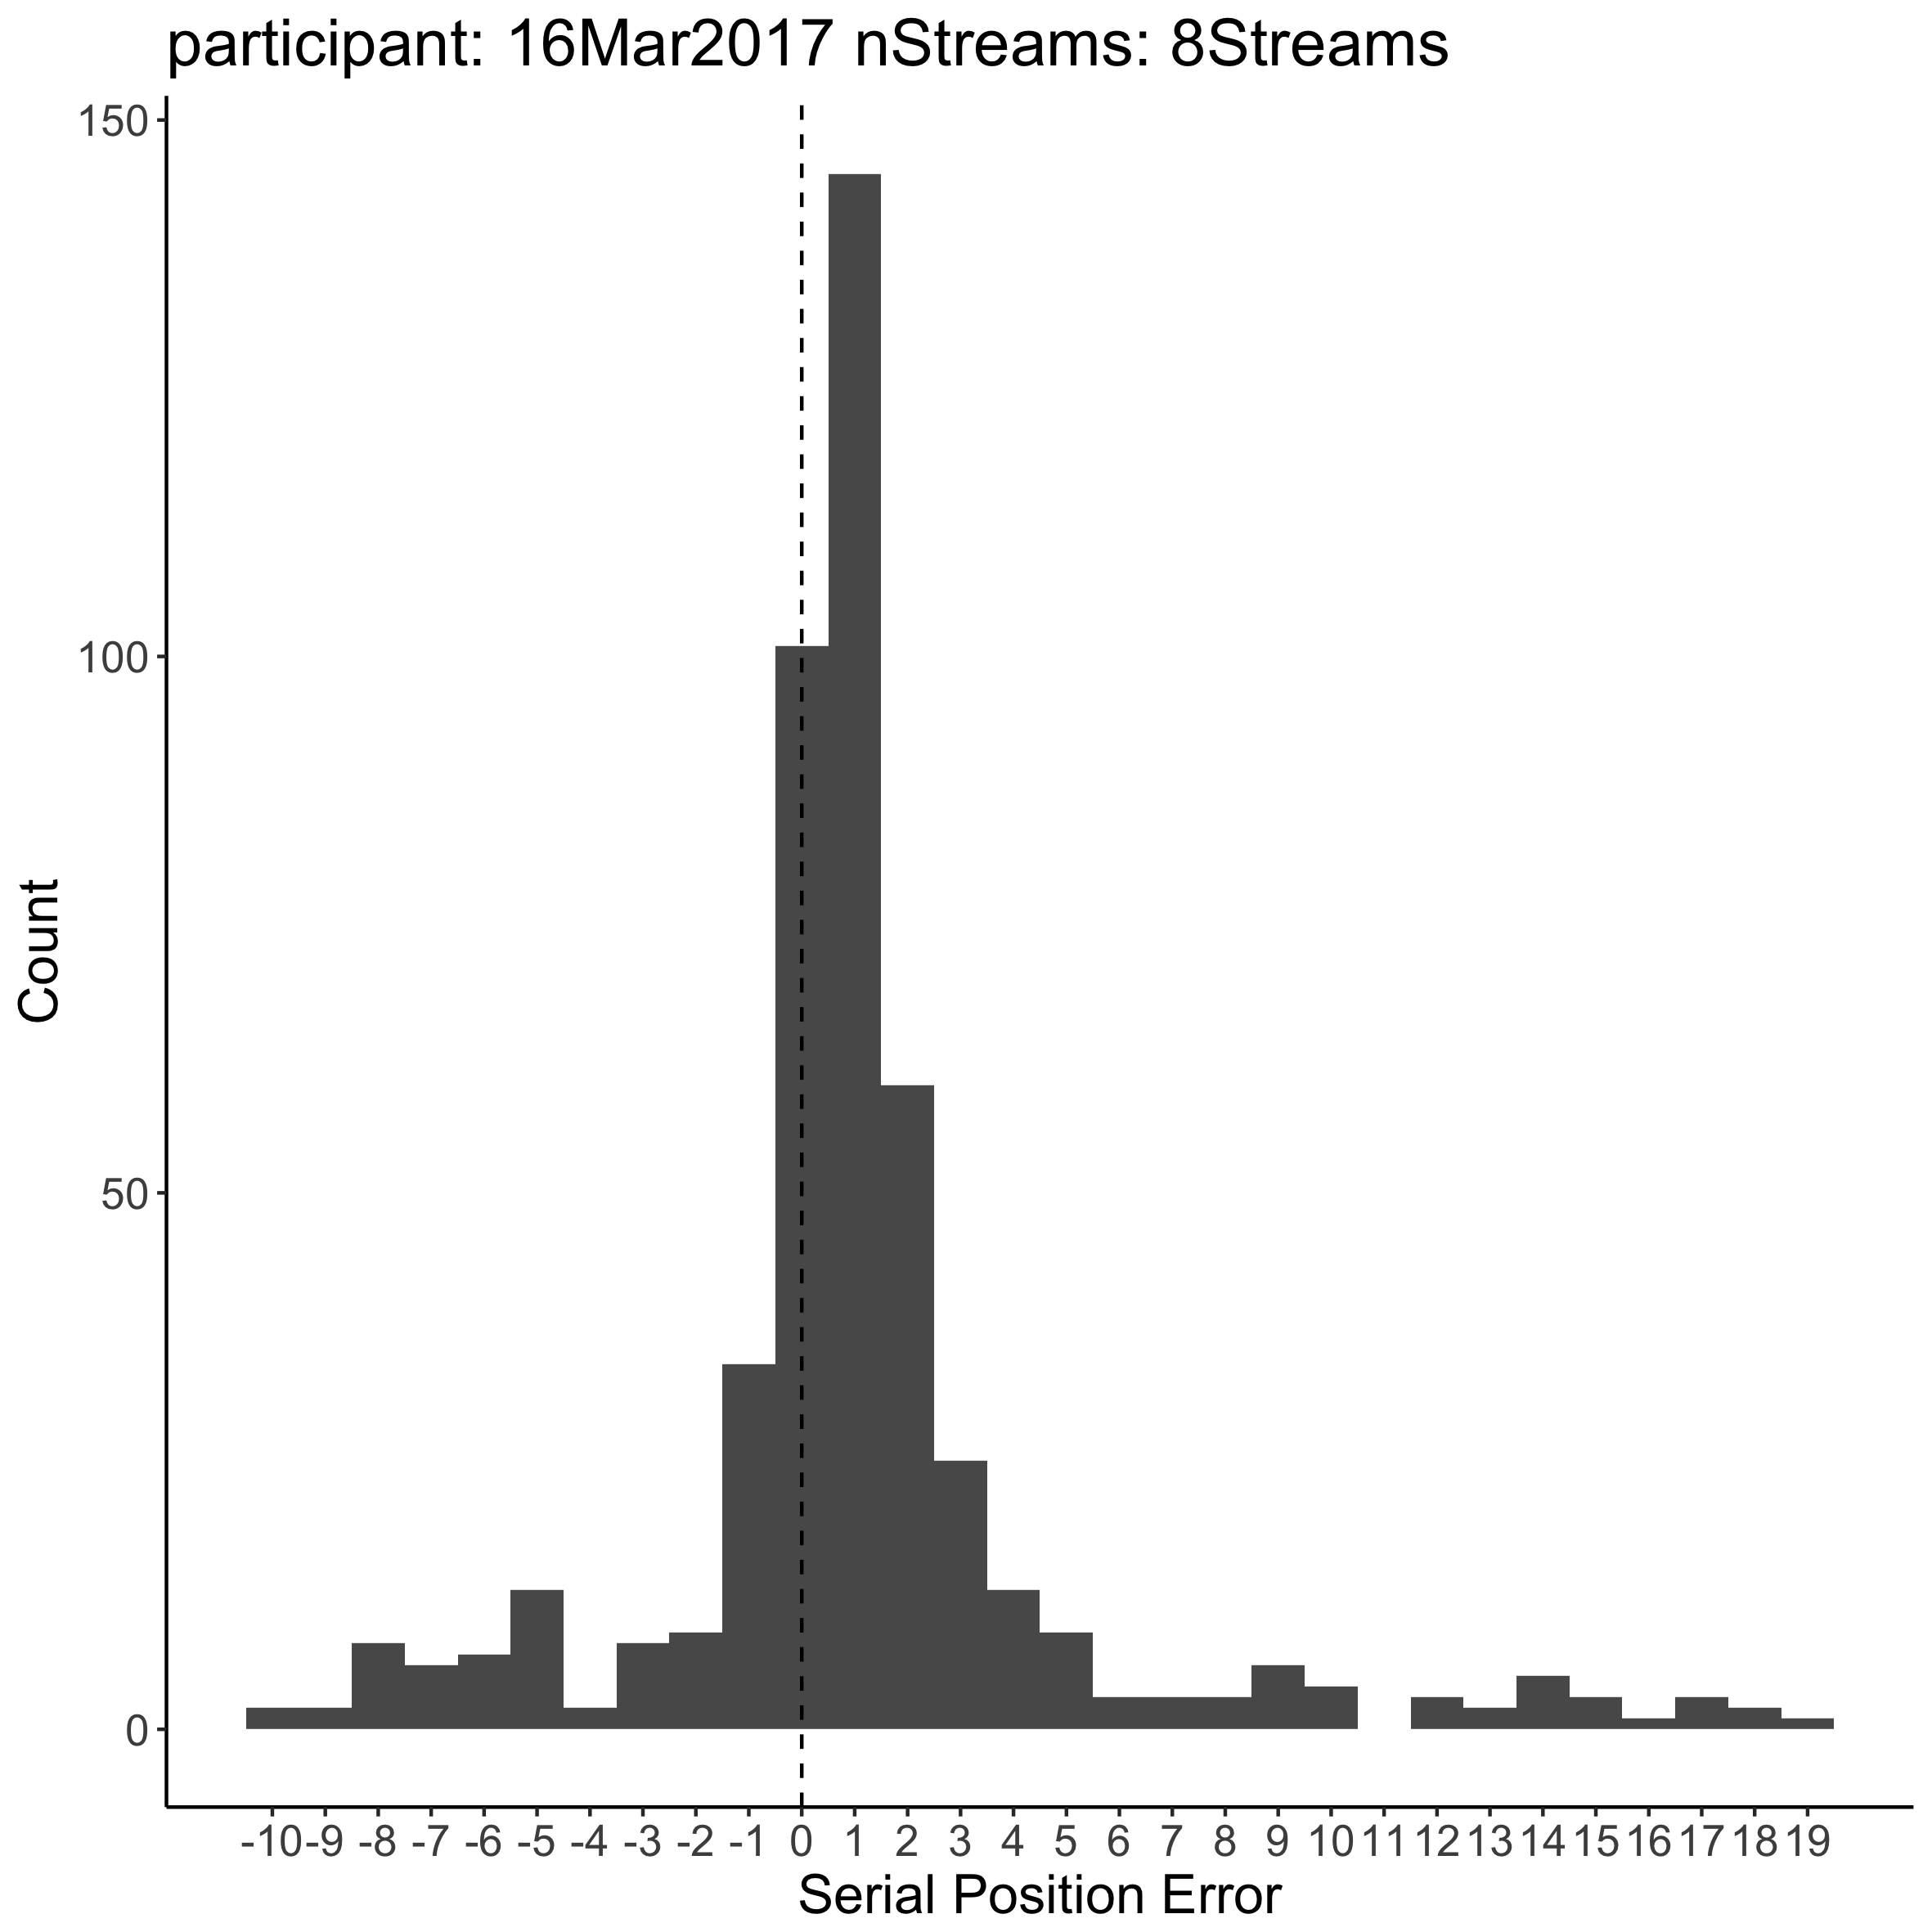 participant: 16Mar2017 nStreams: 8Streams
150
100
50
0
Count
-10 -9 -8 -7 -6 -5 -4 -3 -2 -1 0 1 2 3 4 5 6 7 8 9 10 11 12 13 14 15 16 17 18 19
Serial Position Error